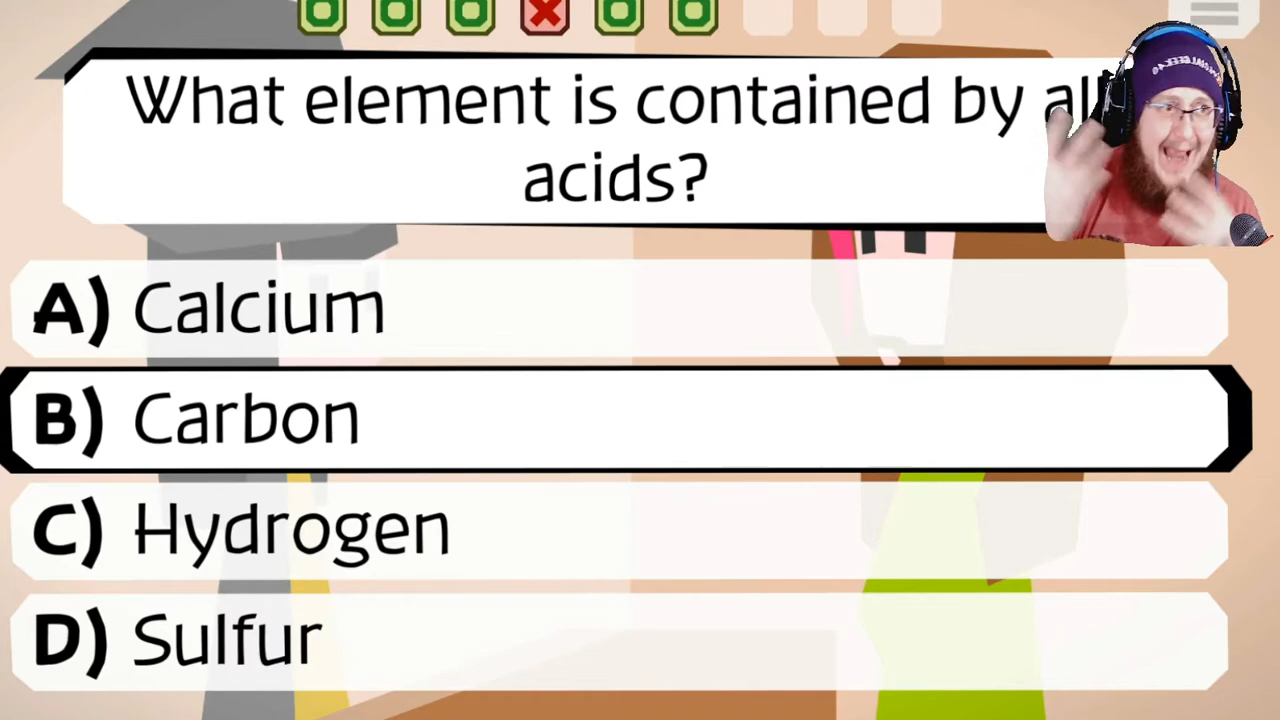 What element is contained by all
acids?
A) Calcium
B) Carbon
C) Hydrogen
D) Sulfur